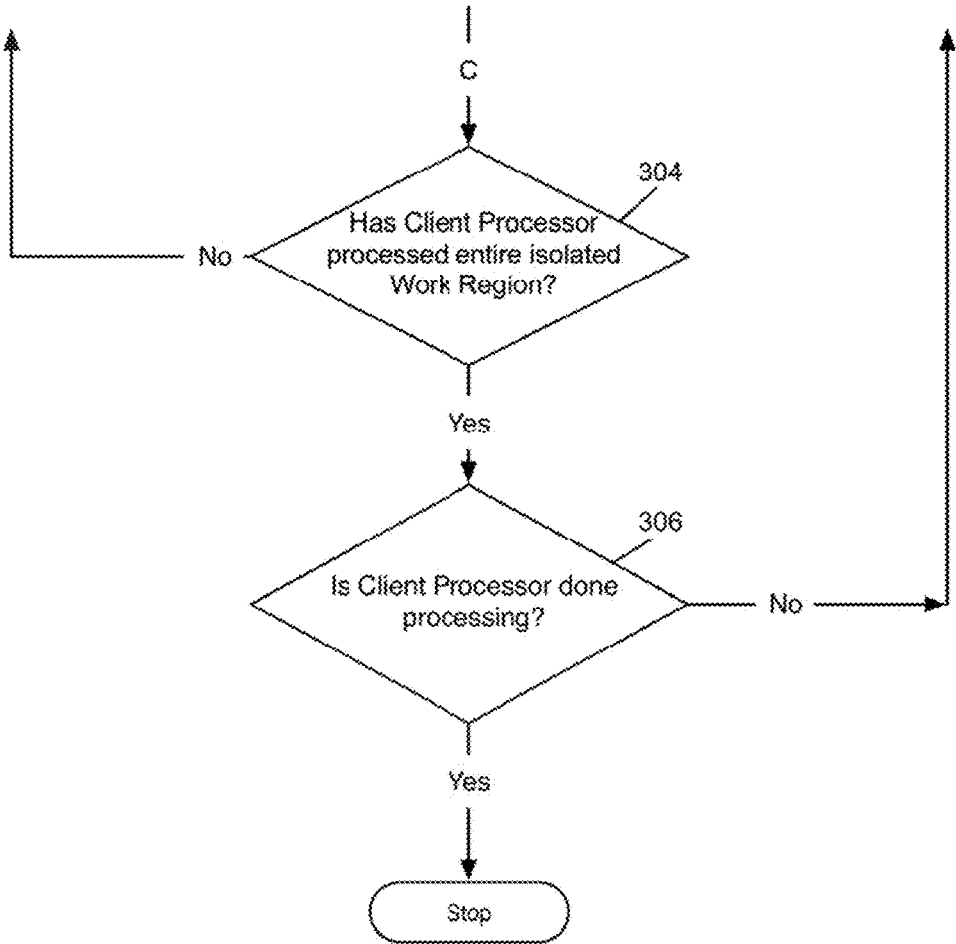 C
304
Has Client Processor
processed entire isolated
Work Region?
No
Yes
306
Is Client Processor done
processing?
No
Yes
Stop